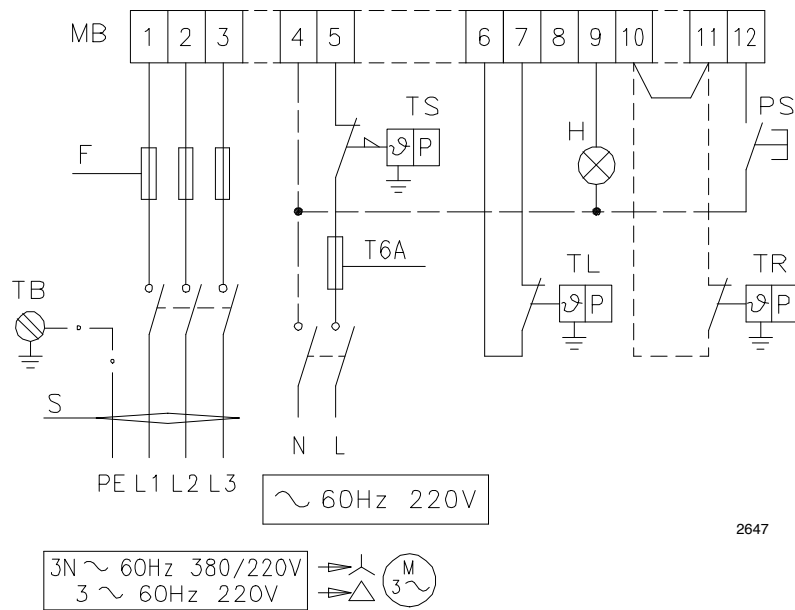 MB 1 2 3 4 5 6 7 8 9 10 11 12
TS
PS
F
H
ϑ P
T6A
TB
TL
TR
ϑ P
ϑ P
S
N L
PE L1 L2 L3
~ 60Hz 220V
2647
3N ~ 60Hz 380/220V
3 ~ 60Hz 220V
M
3~